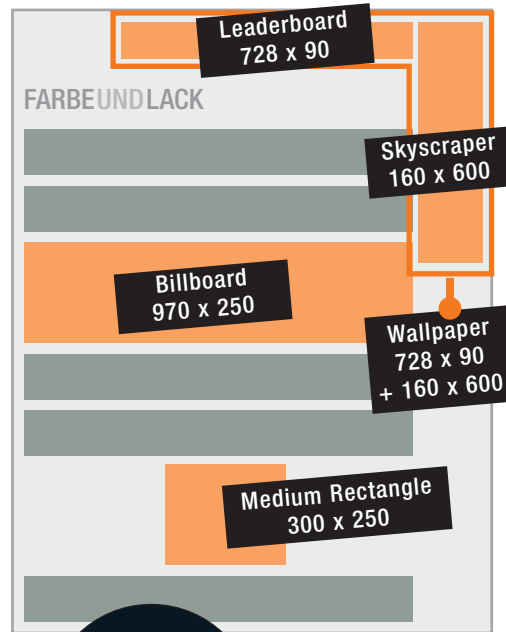 Leaderboard
728 x 90
FARBEUNDLACK
Skyscraper
160 x 600
Billboard
970 x 250
Wallpaper
728 x 90
+ 160 x 600
Medium Rectangle
300 x 250